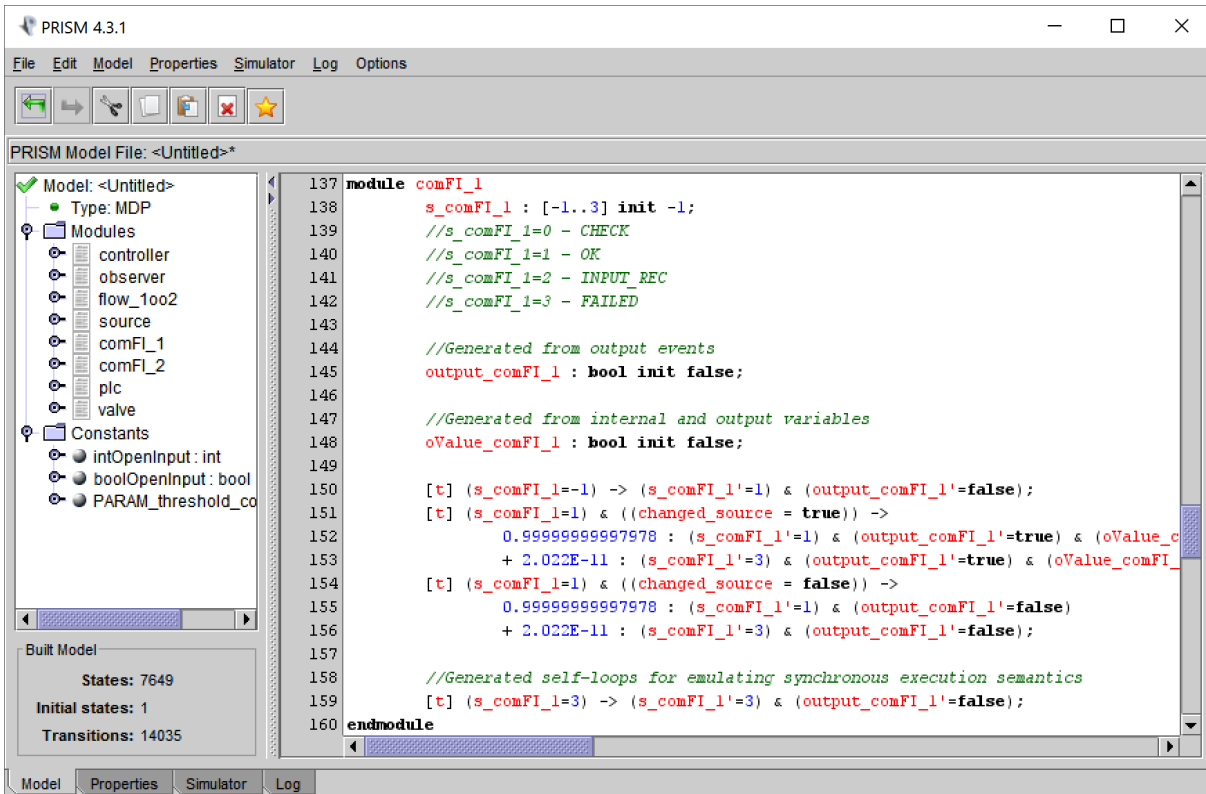 PRISM 4.3.1
File Edit Model Properties Simulator Log Options
PRISM Model File: <Untitled>*
Model: <Untitled>
Type: MDP
Modules
controller
observer
flow_1oo2
source
comFI_1
comFI_2
plc
valve
Constants
intOpenInput : int
boolOpenInput : bool
PARAM_threshold_co
Built Model
States: 7649
Initial states: 1
Transitions: 14035
137 module comFI_1
138 s_comFI_1 : [-1..3] init -1;
139 //s_comFI_1=0 - CHECK
140 //s_comFI_1=1 - OK
141 //s_comFI_1=2 - INPUT_REC
142 //s_comFI_1=3 - FAILED
143
144 //Generated from output events
145 output_comFI_1 : bool init false;
146
147 //Generated from internal and output variables
148 oValue_comFI_1 : bool init false;
149
150 [t] (s_comFI_1=-1) -> (s_comFI_1'=1) & (output_comFI_1'=false);
151 [t] (s_comFI_1=1) & ((changed_source = true)) ->
152 0.99999999997978 : (s_comFI_1'=1) & (output_comFI_1'=true) & (oValue_c
153 + 2.022E-11 : (s_comFI_1'=3) & (output_comFI_1'=true) & (oValue_comFI_
154 [t] (s_comFI_1=1) & ((changed_source = false)) ->
155 0.99999999997978 : (s_comFI_1'=1) & (output_comFI_1'=false)
156 + 2.022E-11 : (s_comFI_1'=3) & (output_comFI_1'=false);
157
158 //Generated self-loops for emulating synchronous execution semantics
159 [t] (s_comFI_1=3) -> (s_comFI_1'=3) & (output_comFI_1'=false);
160 endmodule
Model Properties Simulator Log